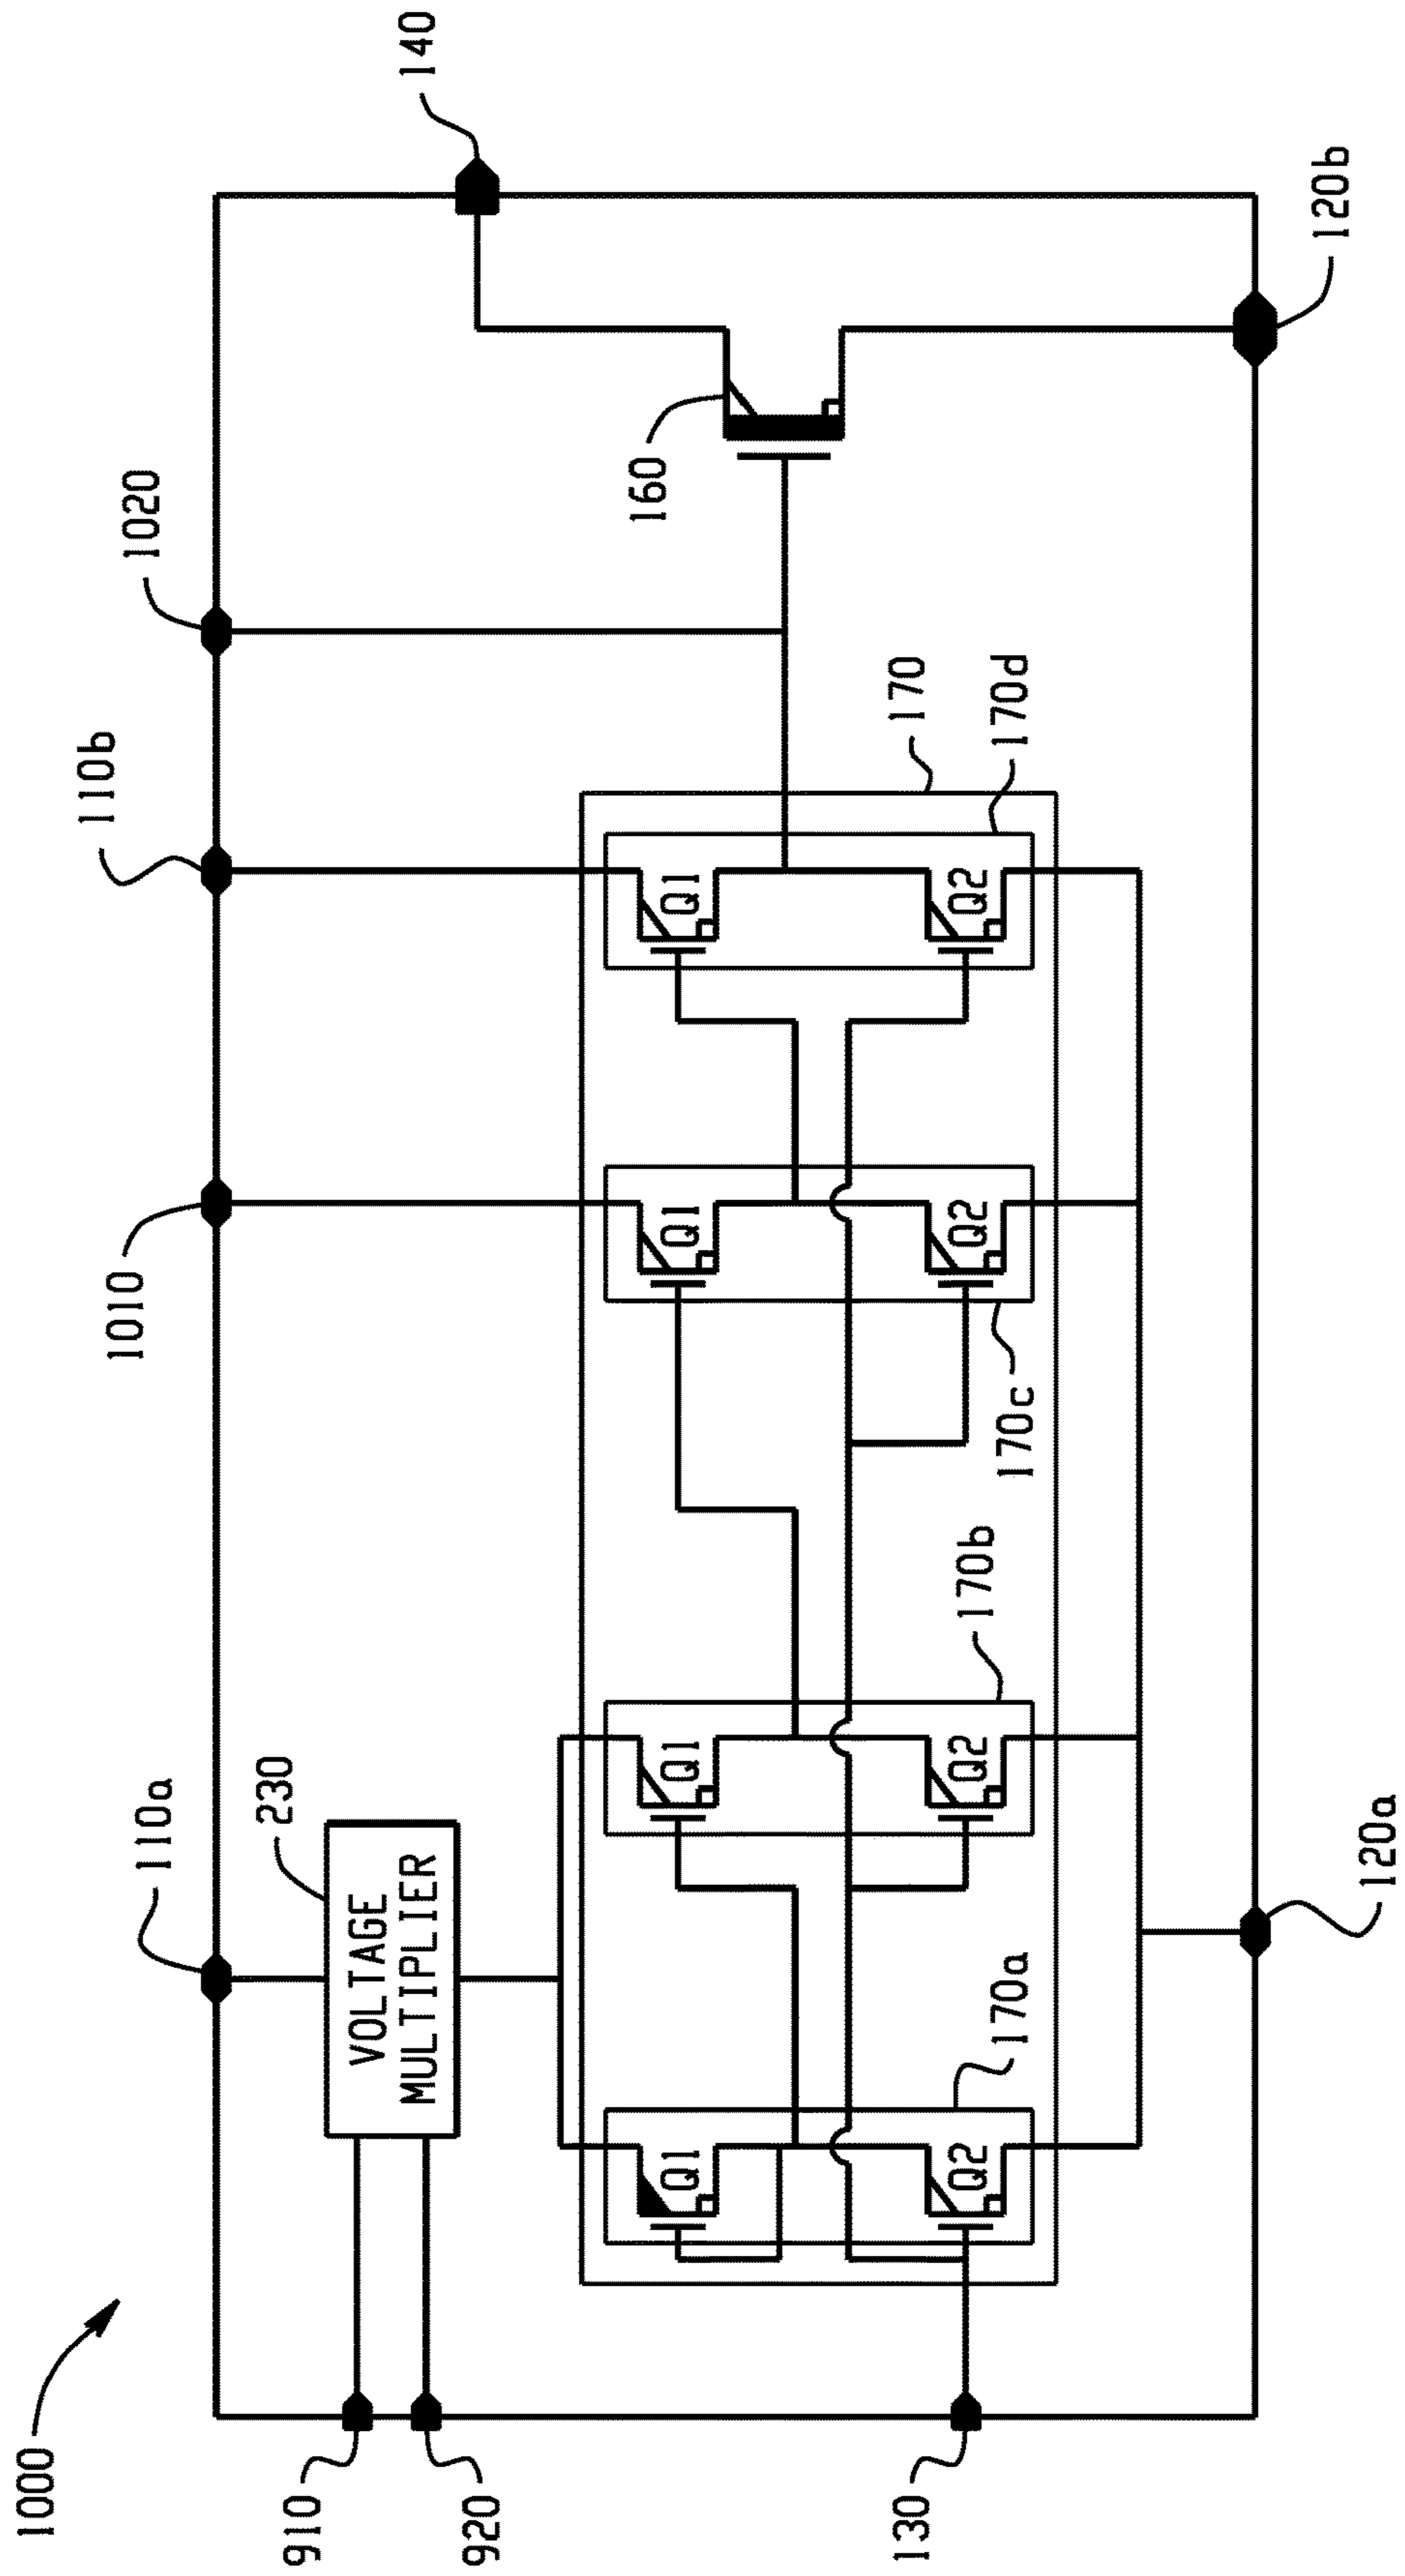 1000
110a
1010
110b
1020
140
230
VOLTAGE
MULTIPLIER
910
920
130
160
170
Q1
Q1
Q1
Q1
Q2
Q2
Q2
Q2
170a
170b
170c
170d
120a
120b